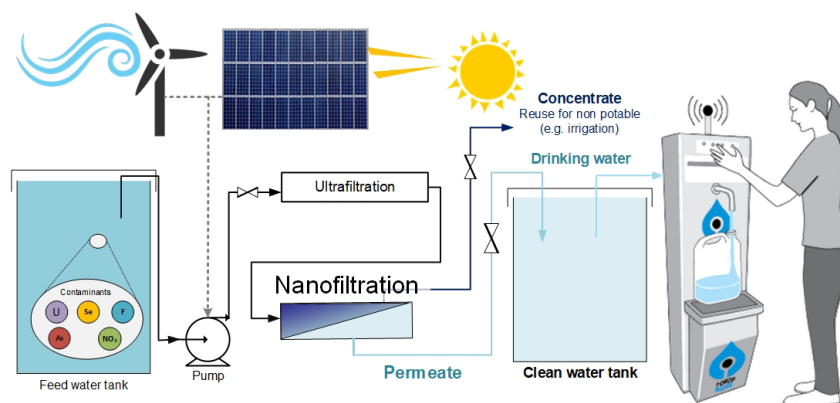 Concentrate
Reuse for non potable
(e.g. irrigation)
Drinking water
Ultrafiltration
Nanofiltration
Contaminants
U
Se
F
As
NO₃
Feed water tank
Pump
Permeate
Clean water tank